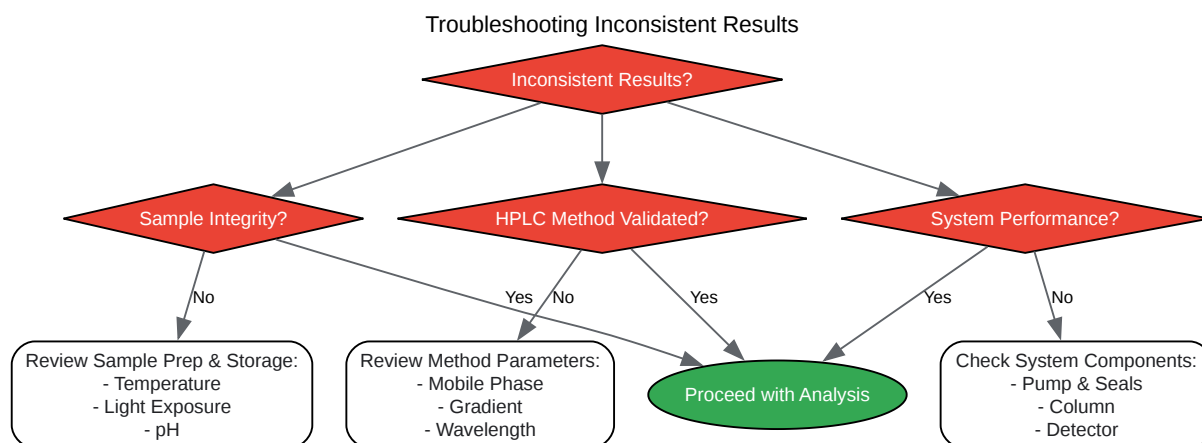 Troubleshooting Inconsistent Results
Inconsistent Results?
Sample Integrity?
HPLC Method Validated?
System Performance?
No
Yes
No
Yes
Yes
No
Review Sample Prep & Storage:
- Temperature
- Light Exposure
- pH
Review Method Parameters:
- Mobile Phase
- Gradient
- Wavelength
Proceed with Analysis
Check System Components:
- Pump & Seals
- Column
- Detector